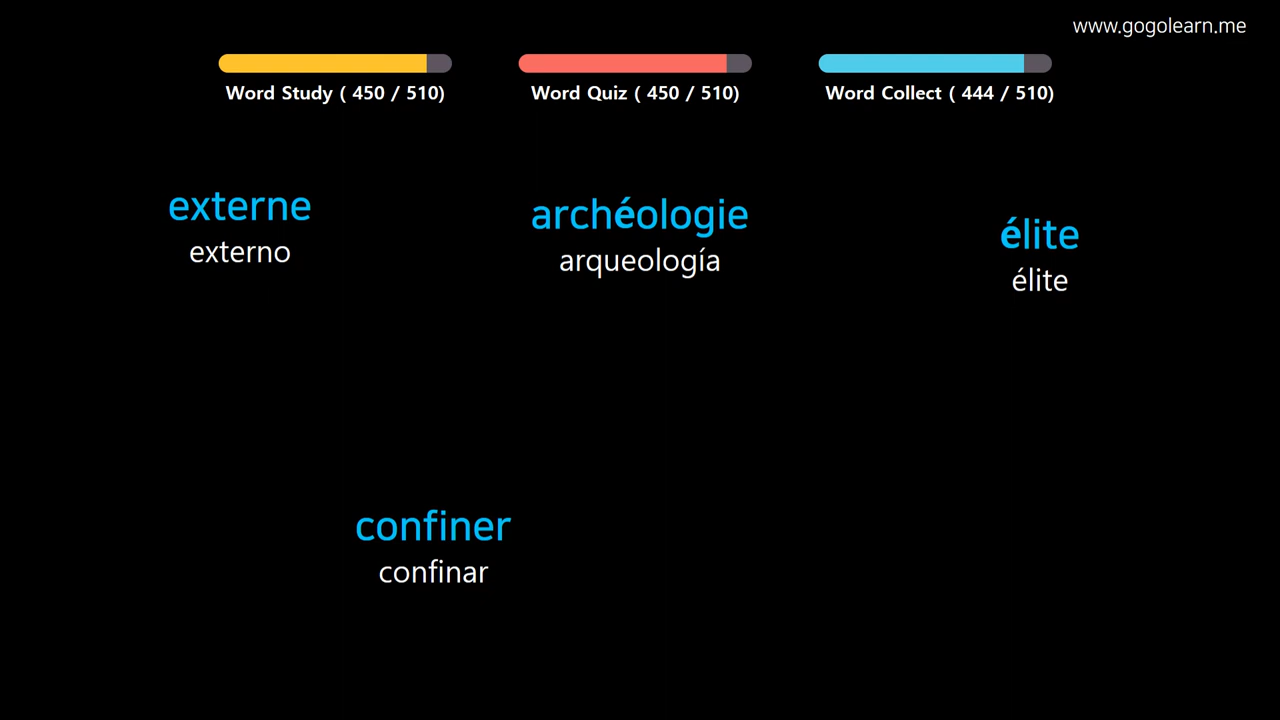 www.gogolearn.me
Word Study ( 450 / 510)
Word Quiz ( 450 / 510)
Word Collect ( 444 / 510)
externe
externo
archéologie
arqueología
élite
élite
confiner
confinar